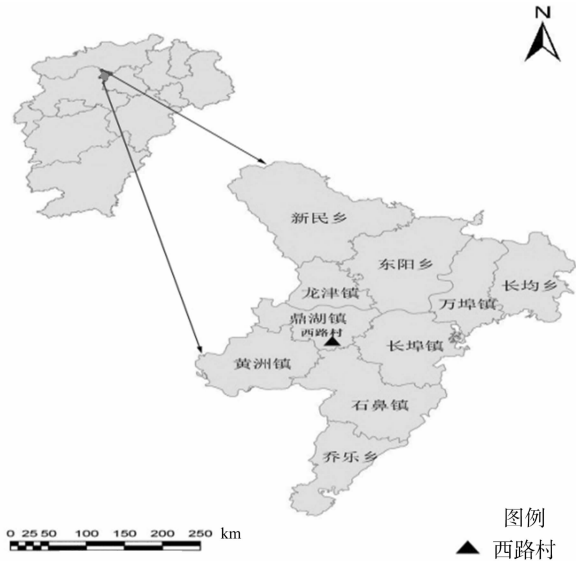 N
新民乡
东阳乡
龙津镇
长均乡
万埠镇
鼎湖镇
西路村
长埠镇
黄洲镇
石鼻镇
乔乐乡
图例
0 25 50 100 150 200 250 km
西路村